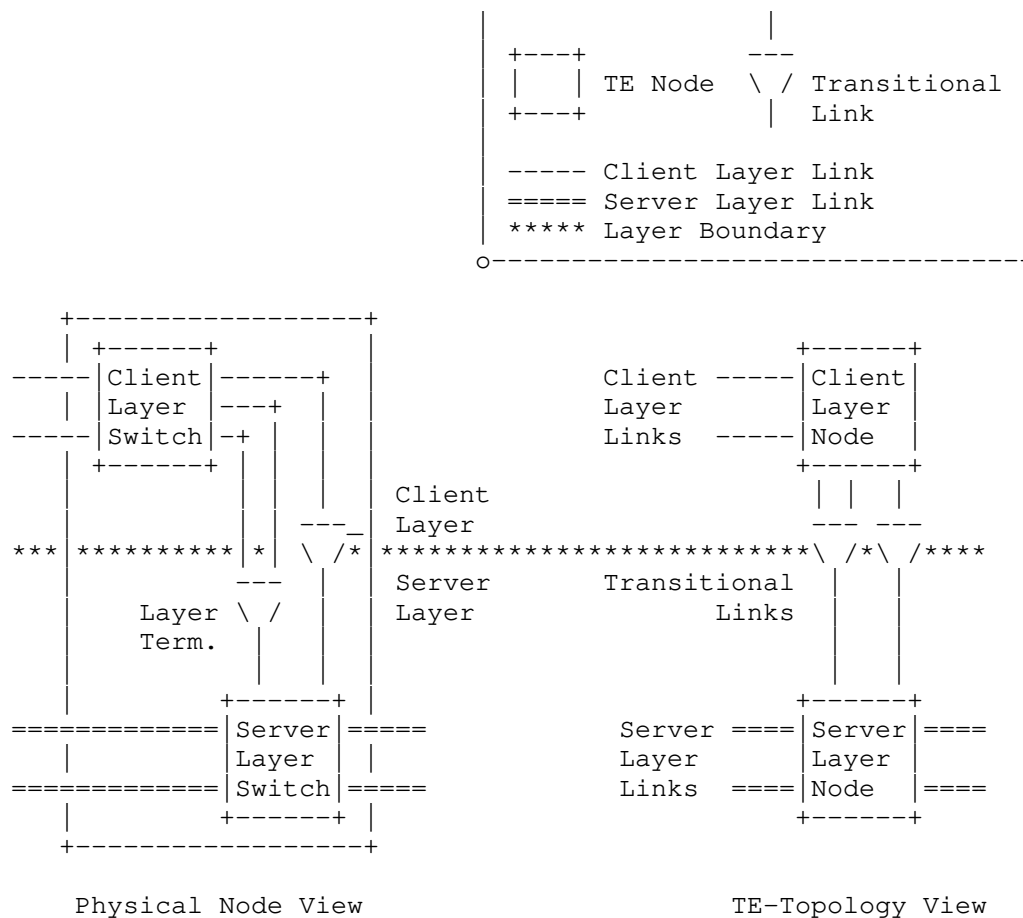 TE Node
Transitional
Link
Client Layer Link
Server Layer Link
Layer Boundary
Client
Layer
Switch
Client
Layer
Links
Client
Layer
Node
Client
Layer
Server
Layer
Layer
Term.
Transitional
Links
Server
Layer
Switch
Server
Layer
Links
Server
Layer
Node
Physical Node View
TE-Topology View